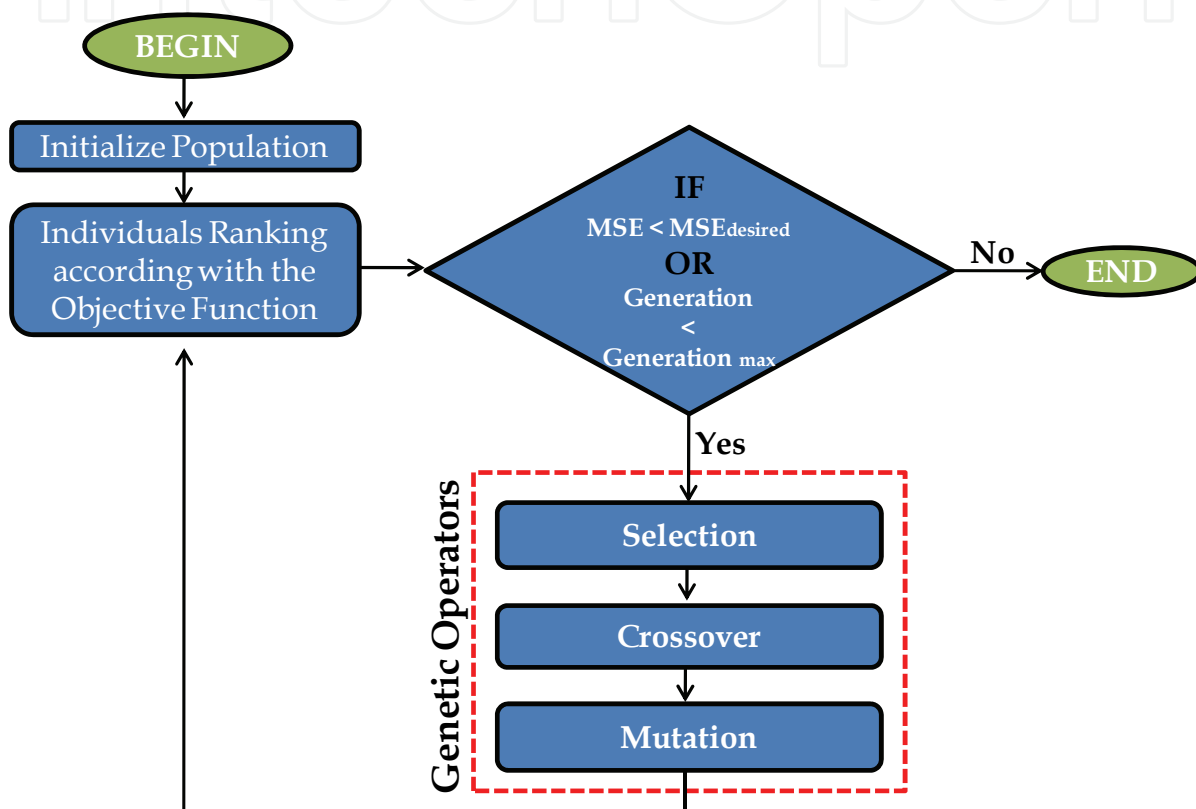 BEGIN
Initialize Population
Individuals Ranking
according with the
Objective Function
IF
MSE < MSEdesired
OR
Generation
<
Generation max
No
END
Yes
Genetic Operators
Selection
Crossover
Mutation